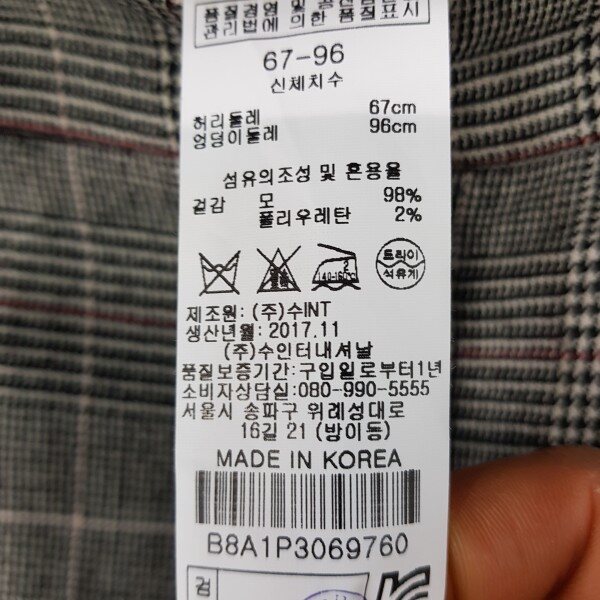 품질경영 및 공산품안전
관리법에 의한 품질표시
67-96
신체치수
허리둘레 67cm
엉덩이둘레 96cm
섬유의조성 및 혼용율
겉감 모 98%
폴리우레탄 2%
2
140-160℃
드라이
석유계
제조원: (주)수INT
생산년월: 2017.11
(주)수인터내셔날
품질보증기간:구입일로부터1년
소비자상담실:080-990-5555
서울시 송파구 위례성대로
16길 21 (방이동)
MADE IN KOREA
B8A1P3069760
검